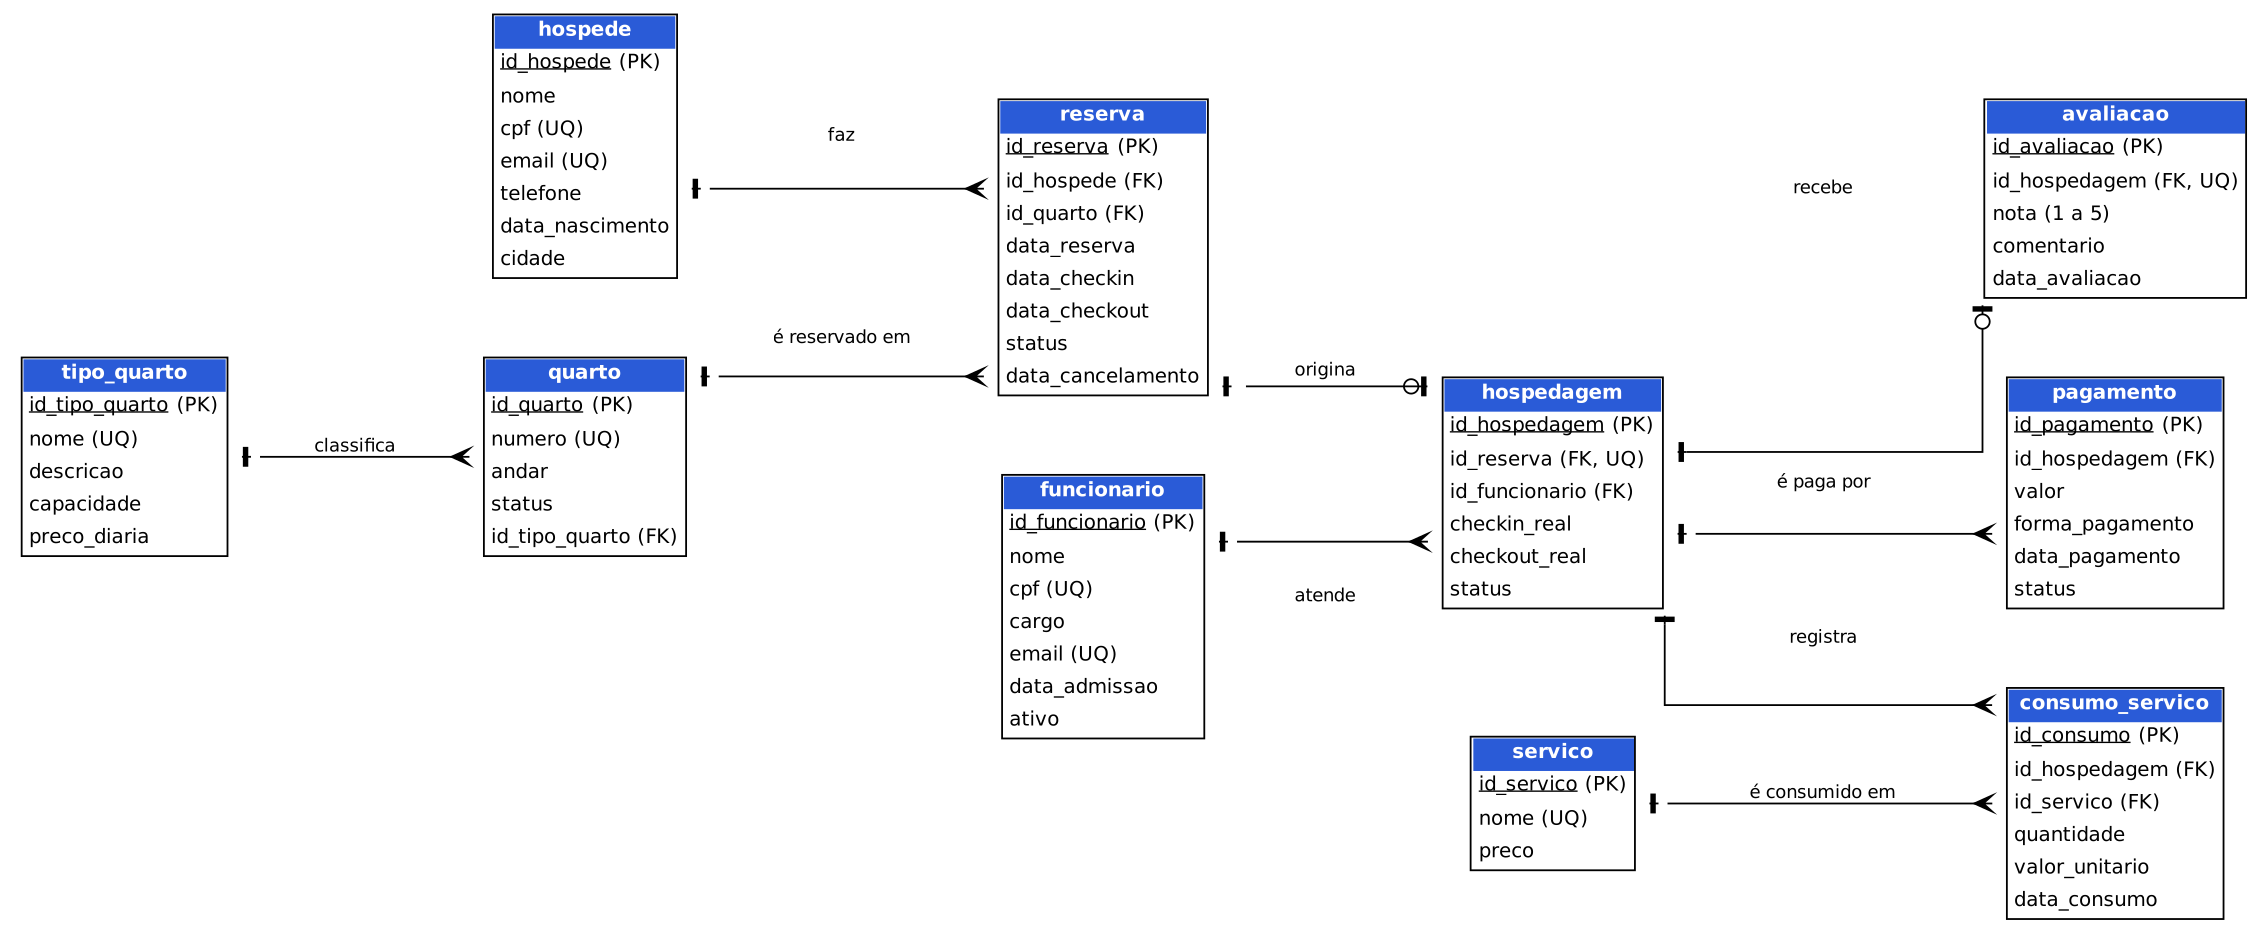 hospede
id_hospede (PK)
nome
cpf (UQ)
email (UQ)
telefone
data_nascimento
cidade
faz
reserva
id_reserva (PK)
id_hospede (FK)
id_quarto (FK)
data_reserva
data_checkin
data_checkout
status
data_cancelamento
recebe
avaliacao
id_avaliacao (PK)
id_hospedagem (FK, UQ)
nota (1 a 5)
comentario
data_avaliacao
é reservado em
tipo_quarto
id_tipo_quarto (PK)
nome (UQ)
descricao
capacidade
preco_diaria
classifica
quarto
id_quarto (PK)
numero (UQ)
andar
status
id_tipo_quarto (FK)
origina
hospedagem
id_hospedagem (PK)
id_reserva (FK, UQ)
id_funcionario (FK)
checkin_real
checkout_real
status
é paga por
pagamento
id_pagamento (PK)
id_hospedagem (FK)
valor
forma_pagamento
data_pagamento
status
funcionario
id_funcionario (PK)
nome
cpf (UQ)
cargo
email (UQ)
data_admissao
ativo
atende
registra
servico
id_servico (PK)
nome (UQ)
preco
é consumido em
consumo_servico
id_consumo (PK)
id_hospedagem (FK)
id_servico (FK)
quantidade
valor_unitario
data_consumo